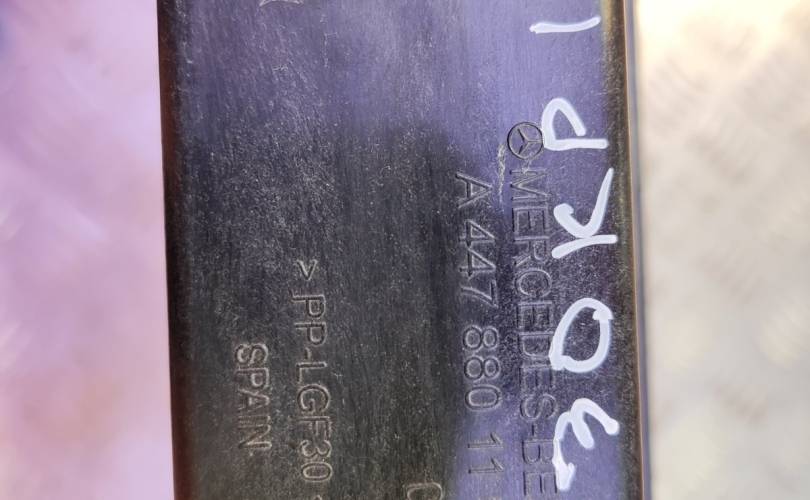 MERCEDES-BE
A 447 880 11
>PP-LGF30
SPAIN